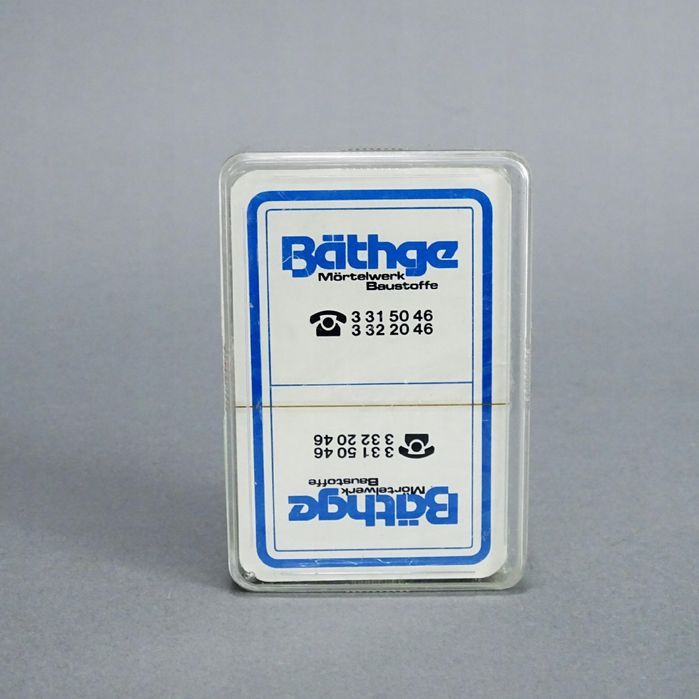 Bäthge
Mörtelwerk
Baustoffe
3 31 50 46
3 32 20 46
Bäthge
Mörtelwerk
Baustoffe
3 31 50 46
3 32 20 46